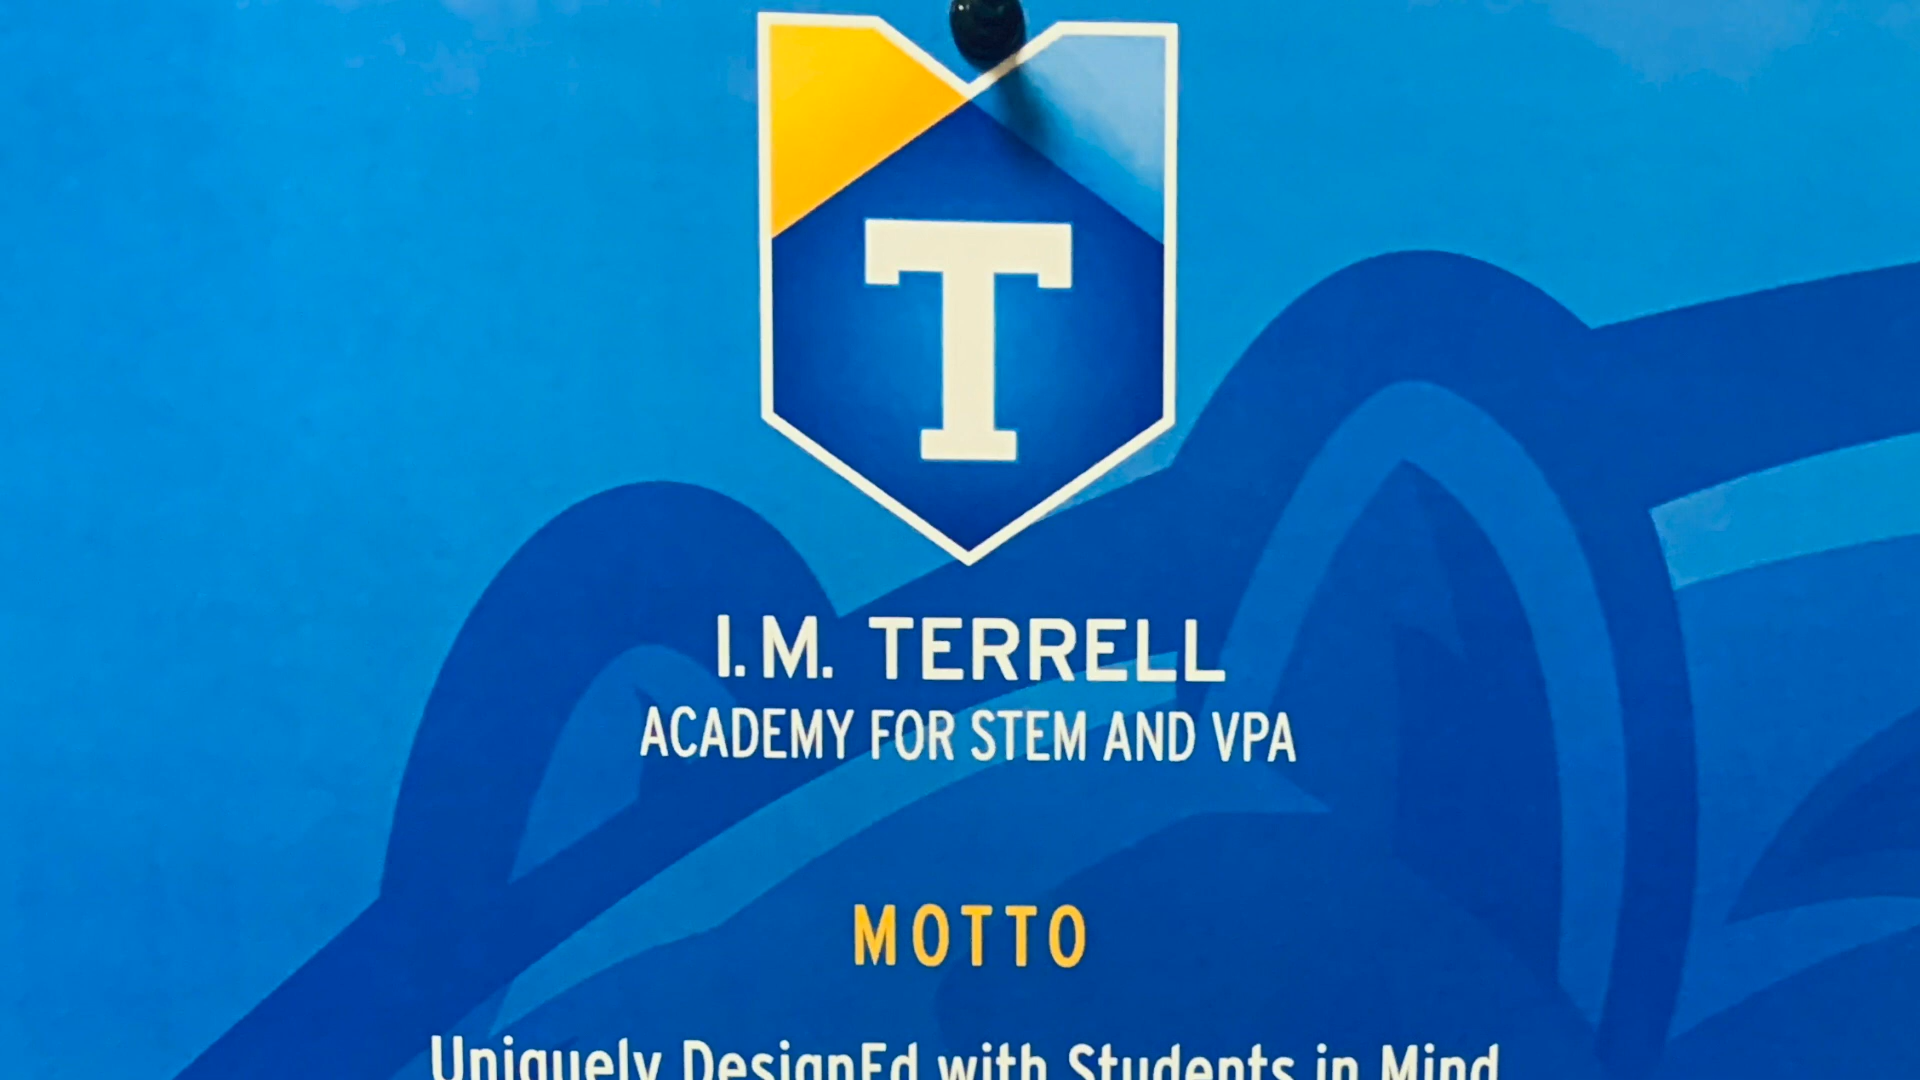 T
I.M. TERRELL
ACADEMY FOR STEM AND VPA
MOTTO
Uniquely DesignEd with Students in Mind